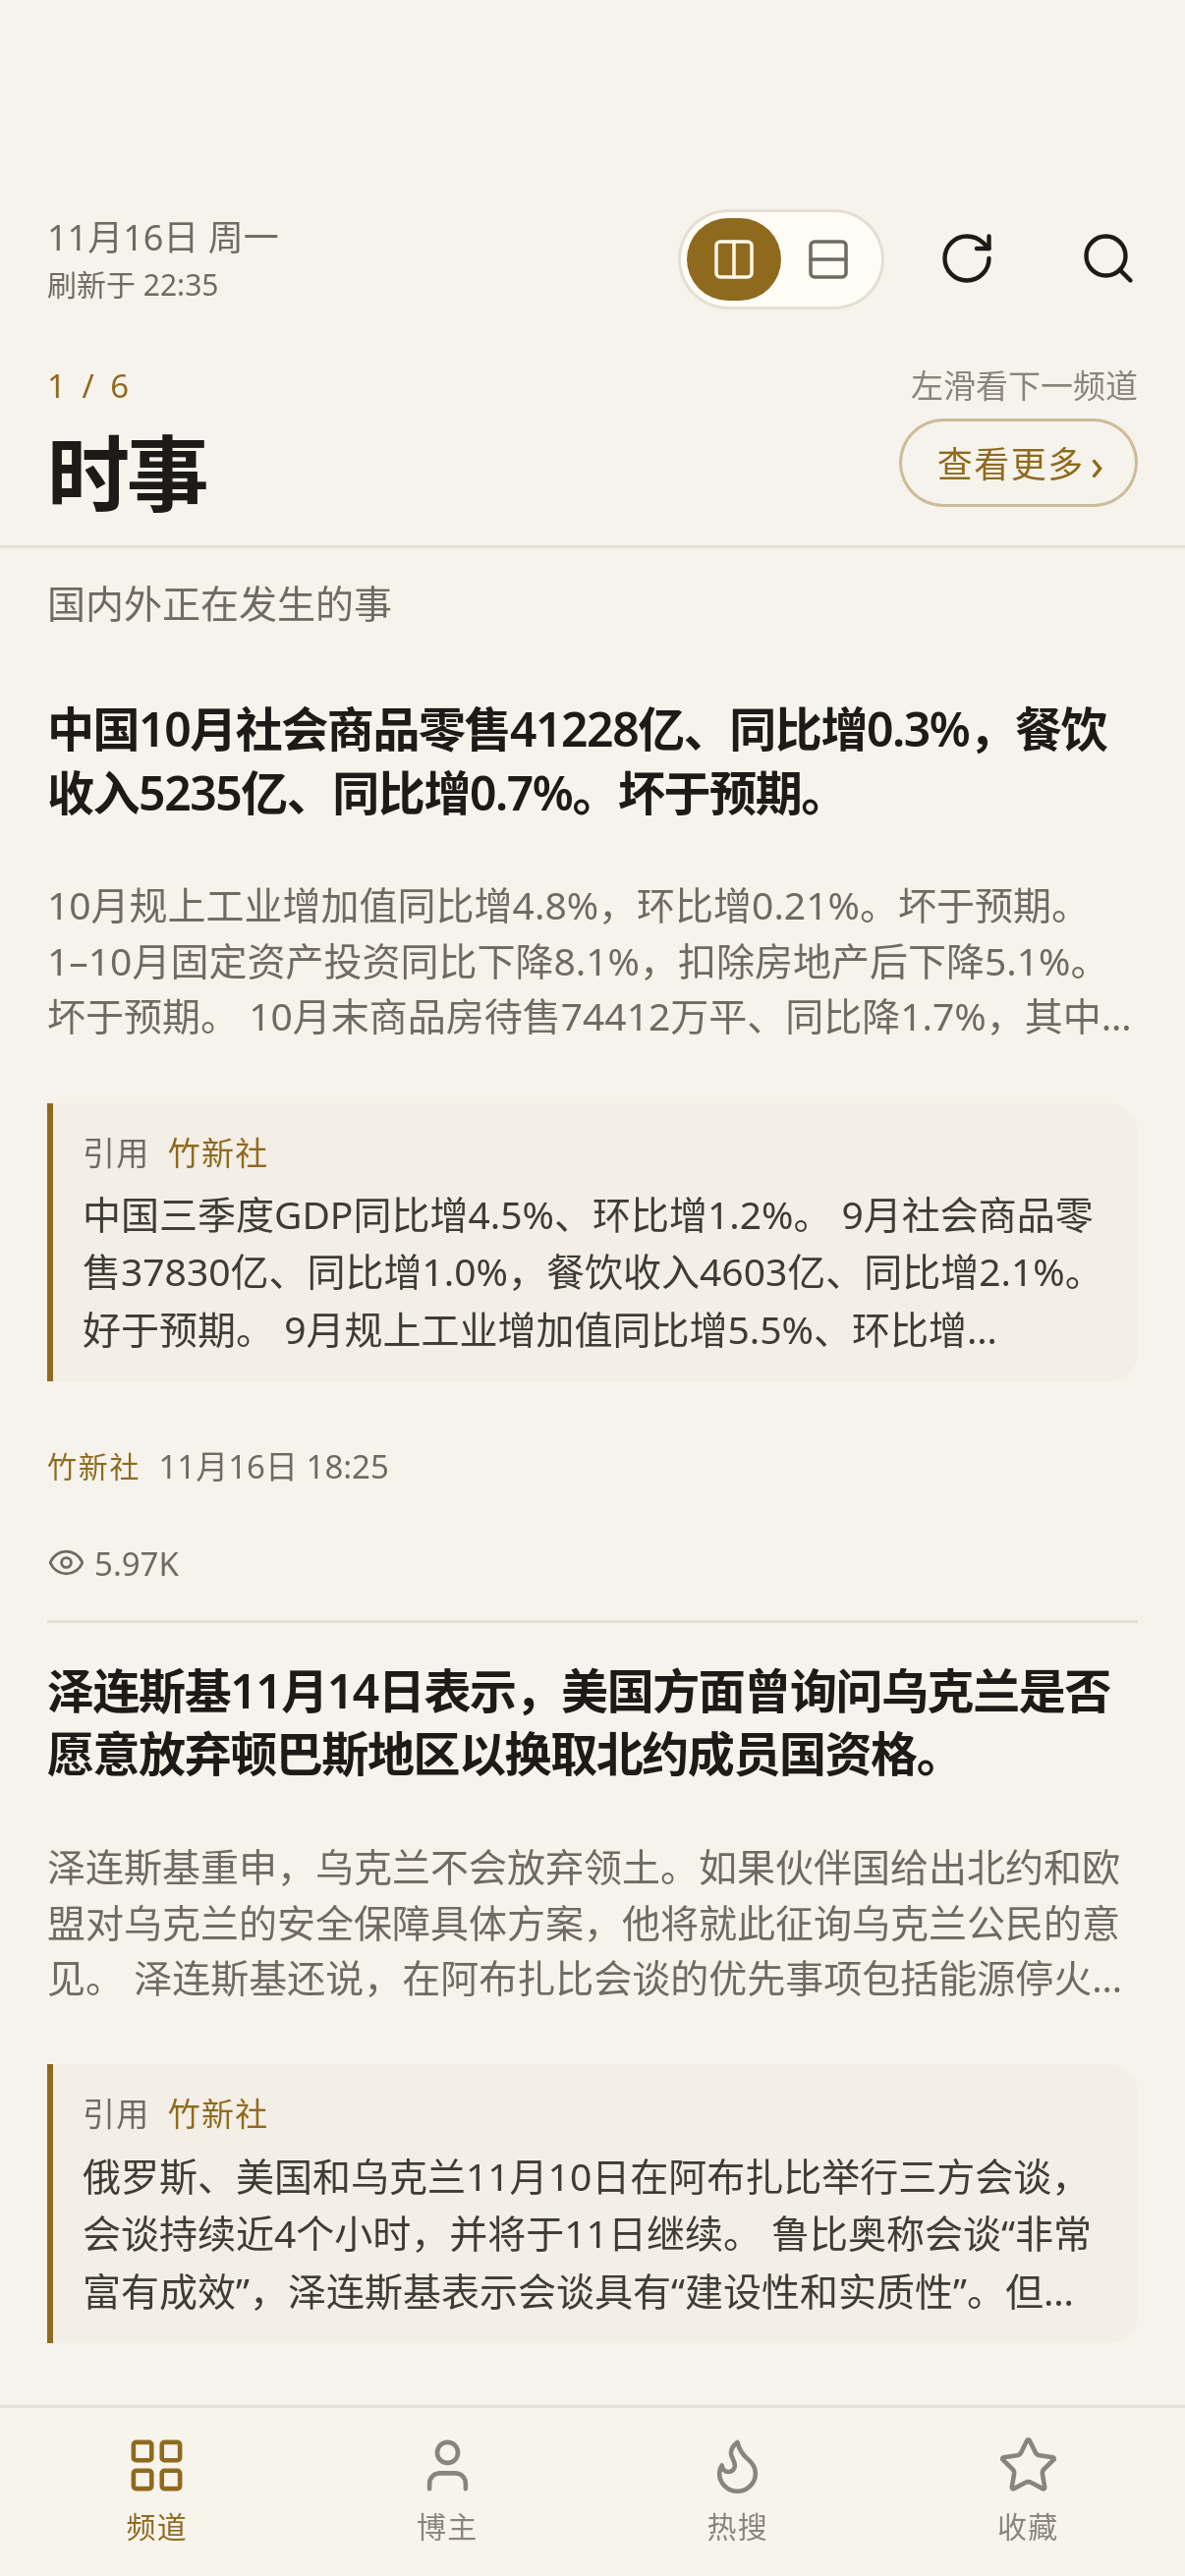 11月16日 周一
刷新于 22:35
1 / 6
左滑看下一频道
时事
查看更多 ›
国内外正在发生的事
中国10月社会商品零售41228亿、同比增0.3%，餐饮
收入5235亿、同比增0.7%。坏于预期。
10月规上工业增加值同比增4.8%，环比增0.21%。坏于预期。
1–10月固定资产投资同比下降8.1%，扣除房地产后下降5.1%。
坏于预期。 10月末商品房待售74412万平、同比降1.7%，其中...
引用 竹新社
中国三季度GDP同比增4.5%、环比增1.2%。 9月社会商品零
售37830亿、同比增1.0%，餐饮收入4603亿、同比增2.1%。
好于预期。 9月规上工业增加值同比增5.5%、环比增...
竹新社 11月16日 18:25
5.97K
泽连斯基11月14日表示，美国方面曾询问乌克兰是否
愿意放弃顿巴斯地区以换取北约成员国资格。
泽连斯基重申，乌克兰不会放弃领土。如果伙伴国给出北约和欧
盟对乌克兰的安全保障具体方案，他将就此征询乌克兰公民的意
见。 泽连斯基还说，在阿布扎比会谈的优先事项包括能源停火...
引用 竹新社
俄罗斯、美国和乌克兰11月10日在阿布扎比举行三方会谈，
会谈持续近4个小时，并将于11日继续。 鲁比奥称会谈“非常
富有成效”，泽连斯基表示会谈具有“建设性和实质性”。但...
频道
博主
热搜
收藏